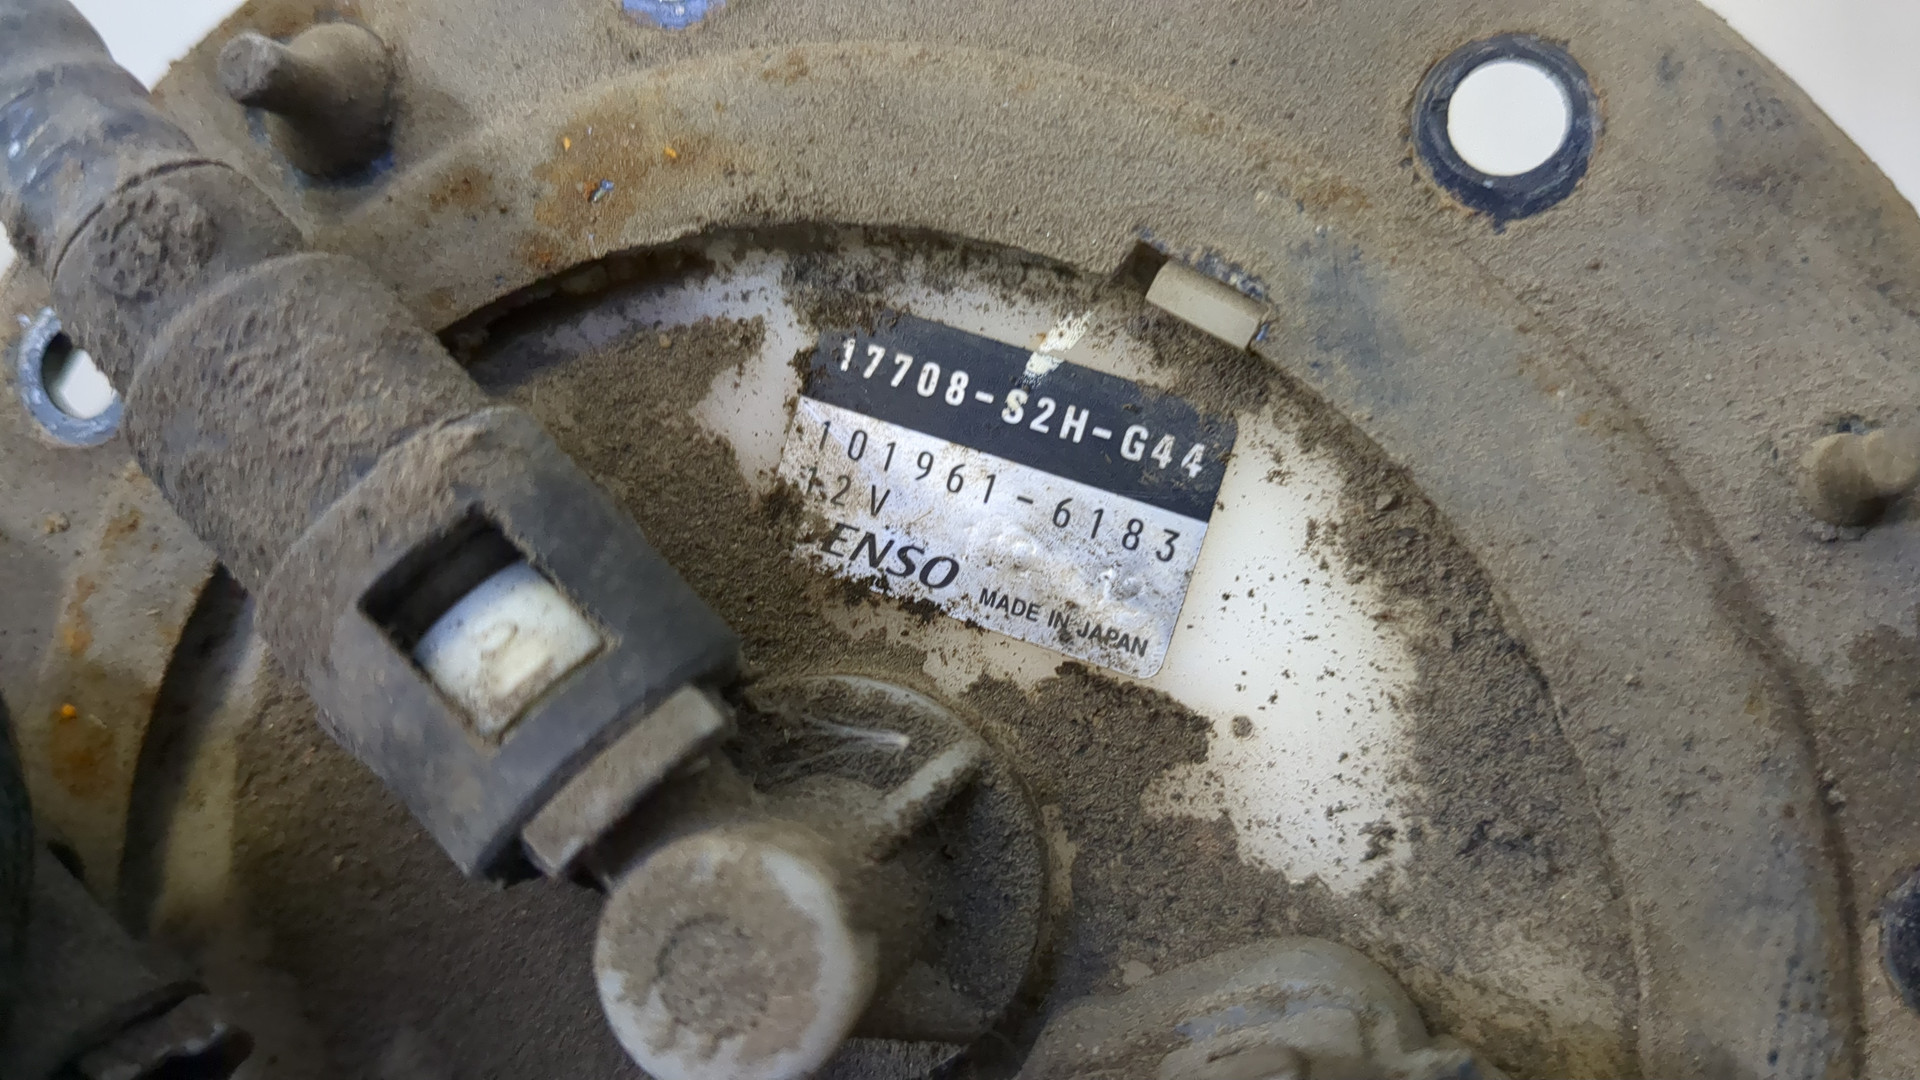 17708-S2H-G44
101961-6183
12V
ENSO MADE IN JAPAN